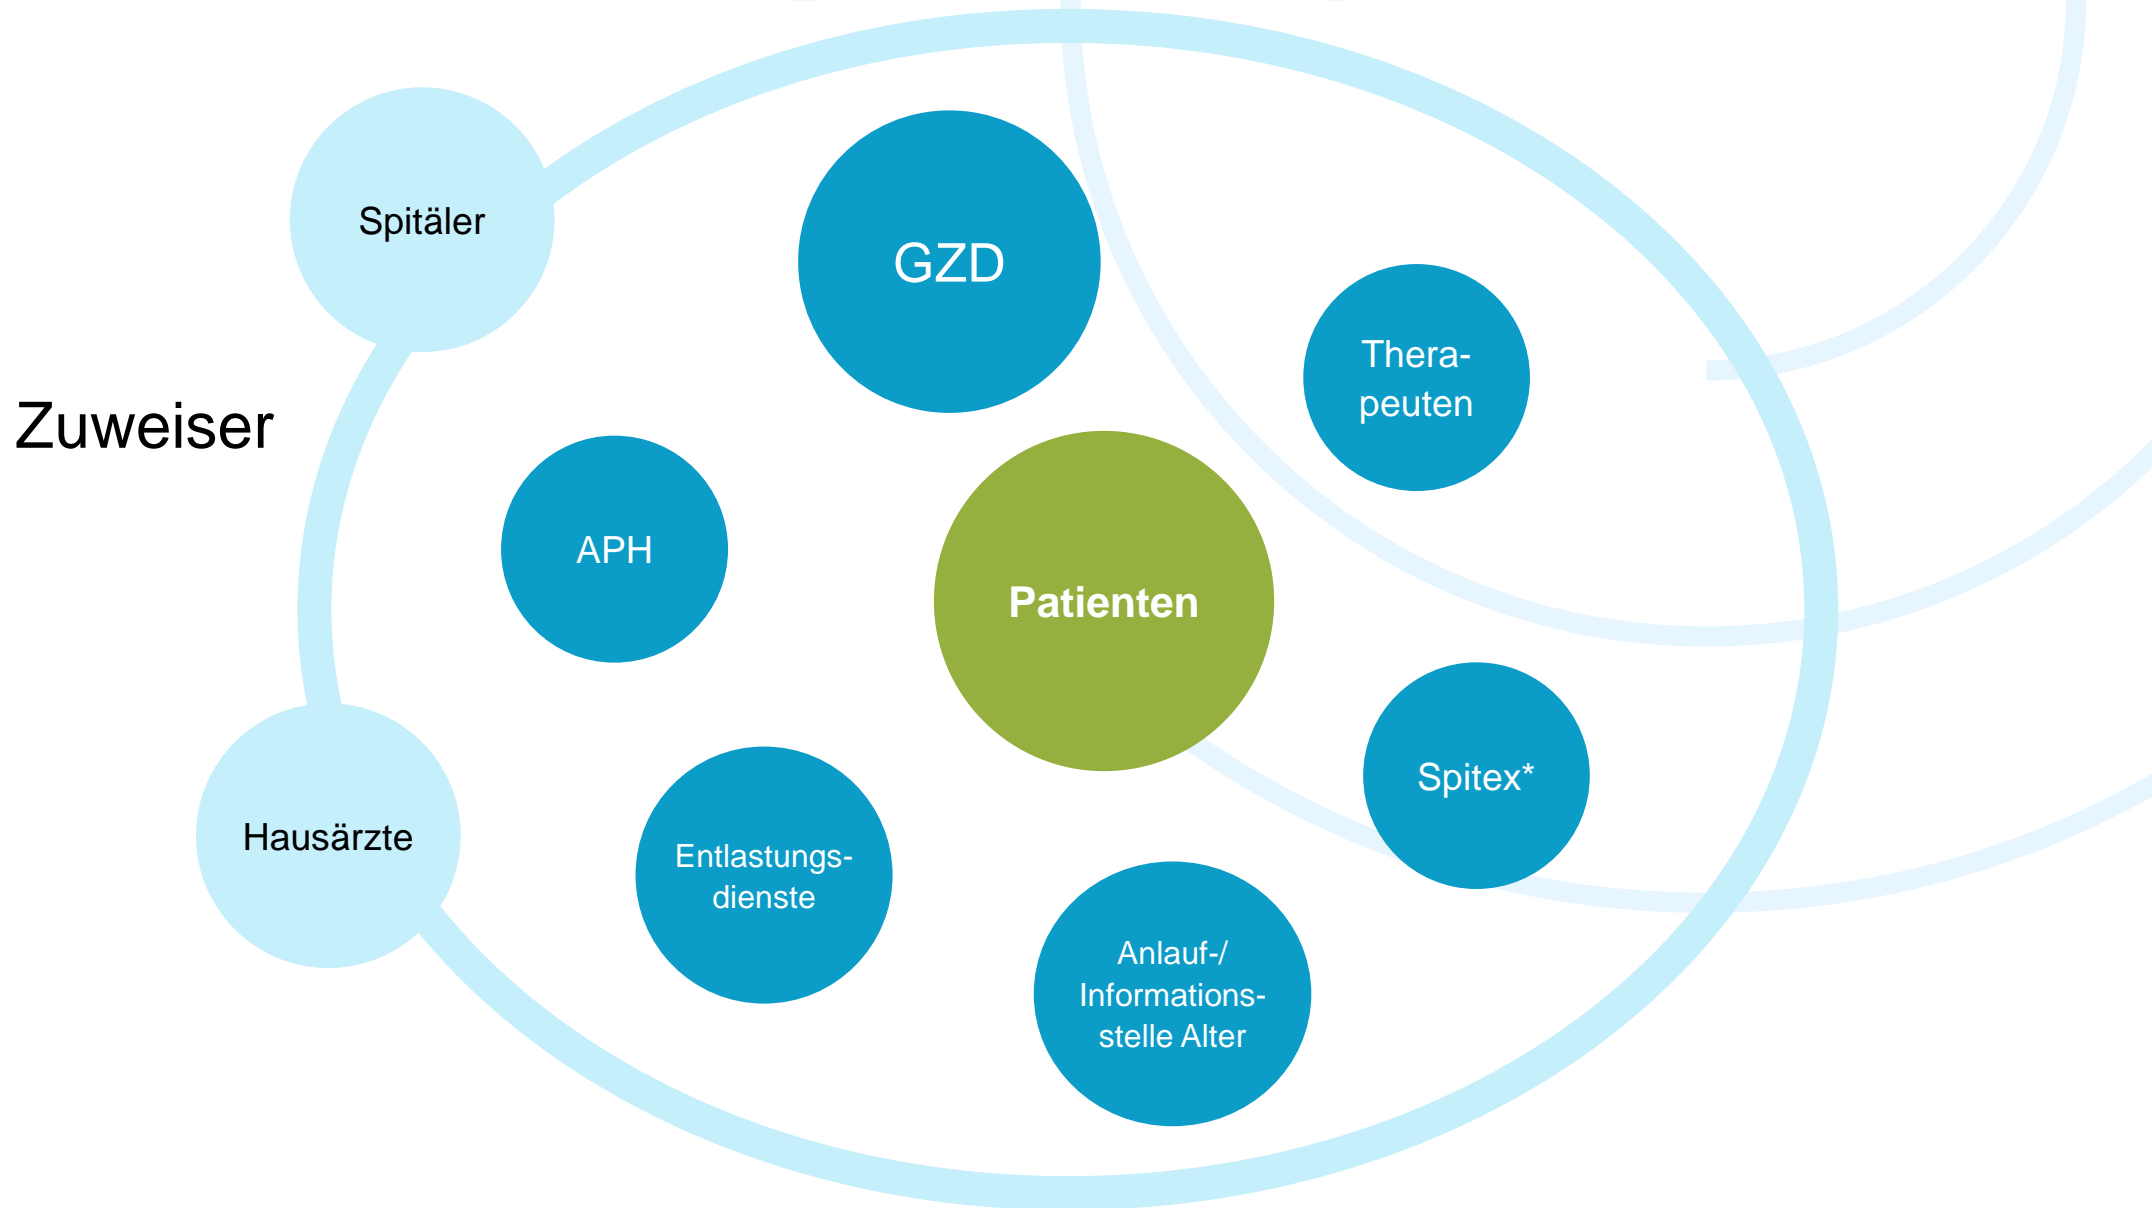 Spitäler
GZD
Thera-
peuten
Zuweiser
APH
Patienten
Spitex*
Hausärzte
Entlastungs-
dienste
Anlauf-/
Informations-
stelle Alter